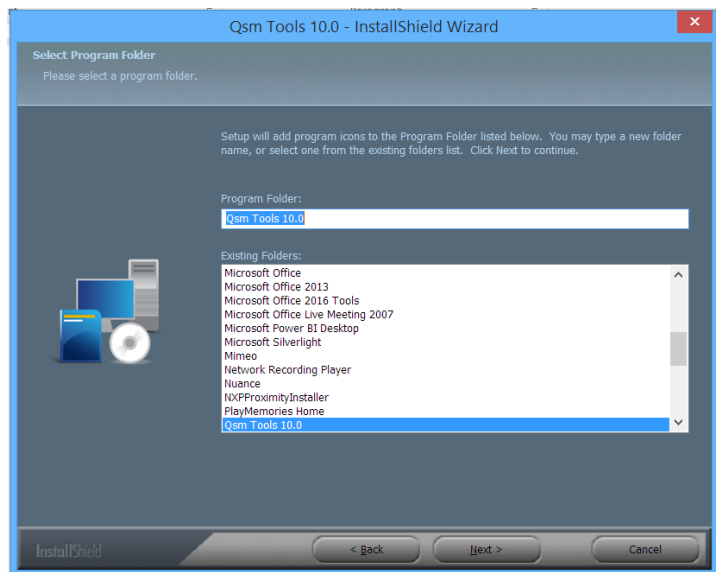 Qsm Tools 10.0 - InstallShield Wizard
Select Program Folder
Please select a program folder.
Setup will add program icons to the Program Folder listed below.  You may type a new folder
name, or select one from the existing folders list.  Click Next to continue.
Program Folder:
Qsm Tools 10.0
Existing Folders:
Microsoft Office
Microsoft Office 2013
Microsoft Office 2016 Tools
Microsoft Office Live Meeting 2007
Microsoft Power BI Desktop
Microsoft Silverlight
Mimeo
Network Recording Player
Nuance
NXPProximityInstaller
PlayMemories Home
Qsm Tools 10.0
InstallShield
< Back
Next >
Cancel